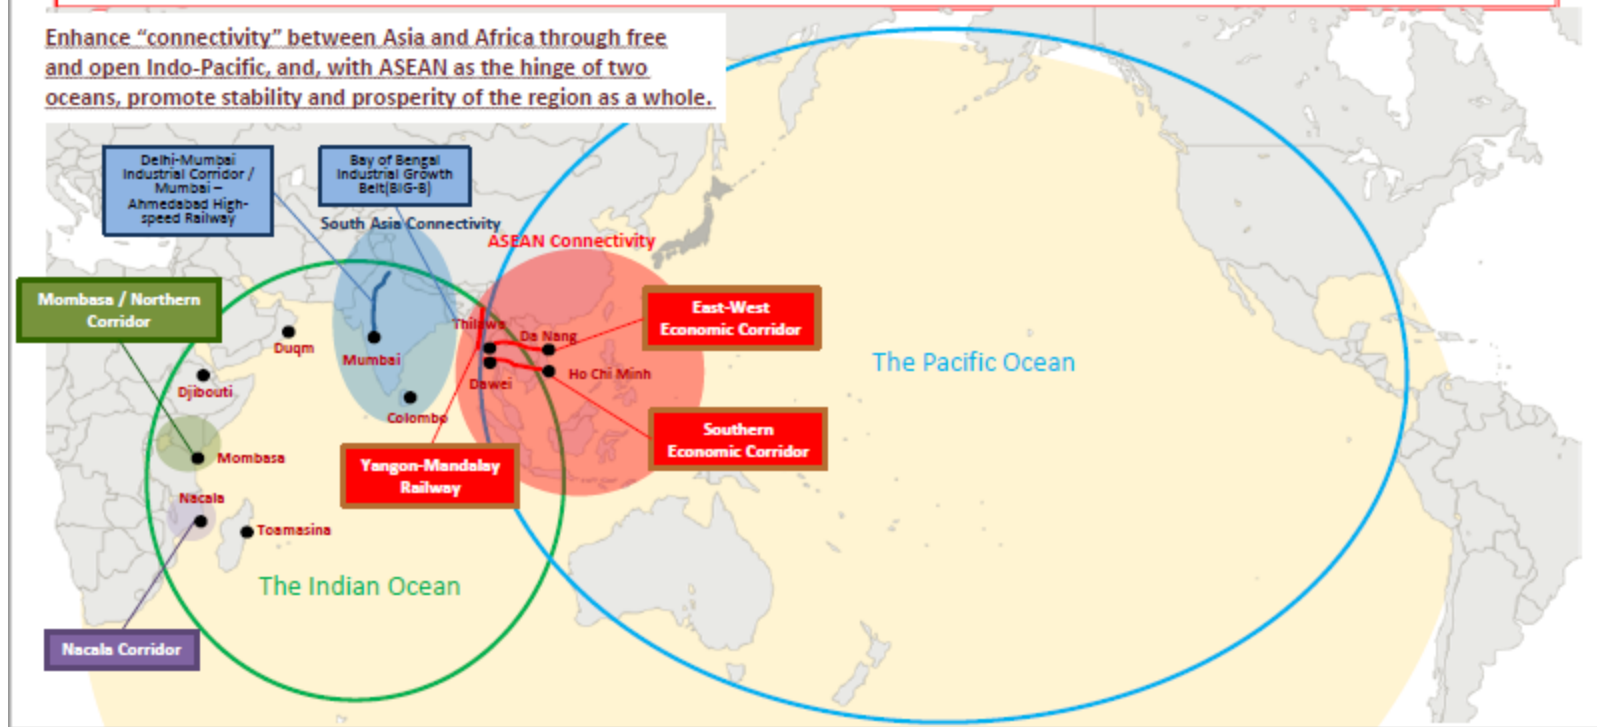 Enhance “connectivity” between Asia and Africa through free
and open Indo-Pacific, and, with ASEAN as the hinge of two
oceans, promote stability and prosperity of the region as a whole.
Delhi-Mumbai
Industrial Corridor /
Mumbai –
Ahmedabad High-
speed Railway
Bay of Bengal
Industrial Growth
Belt(BIG-B)
South Asia Connectivity
ASEAN Connectivity
Mombasa / Northern
Corridor
East-West
Economic Corridor
Thilawa
Da Nang
Duqm
Mumbai
The Pacific Ocean
Dawei
Ho Chi Minh
Djibouti
Colombo
Southern
Economic Corridor
Mombasa
Yangon-Mandalay
Railway
Nacala
Toamasina
The Indian Ocean
Nacala Corridor